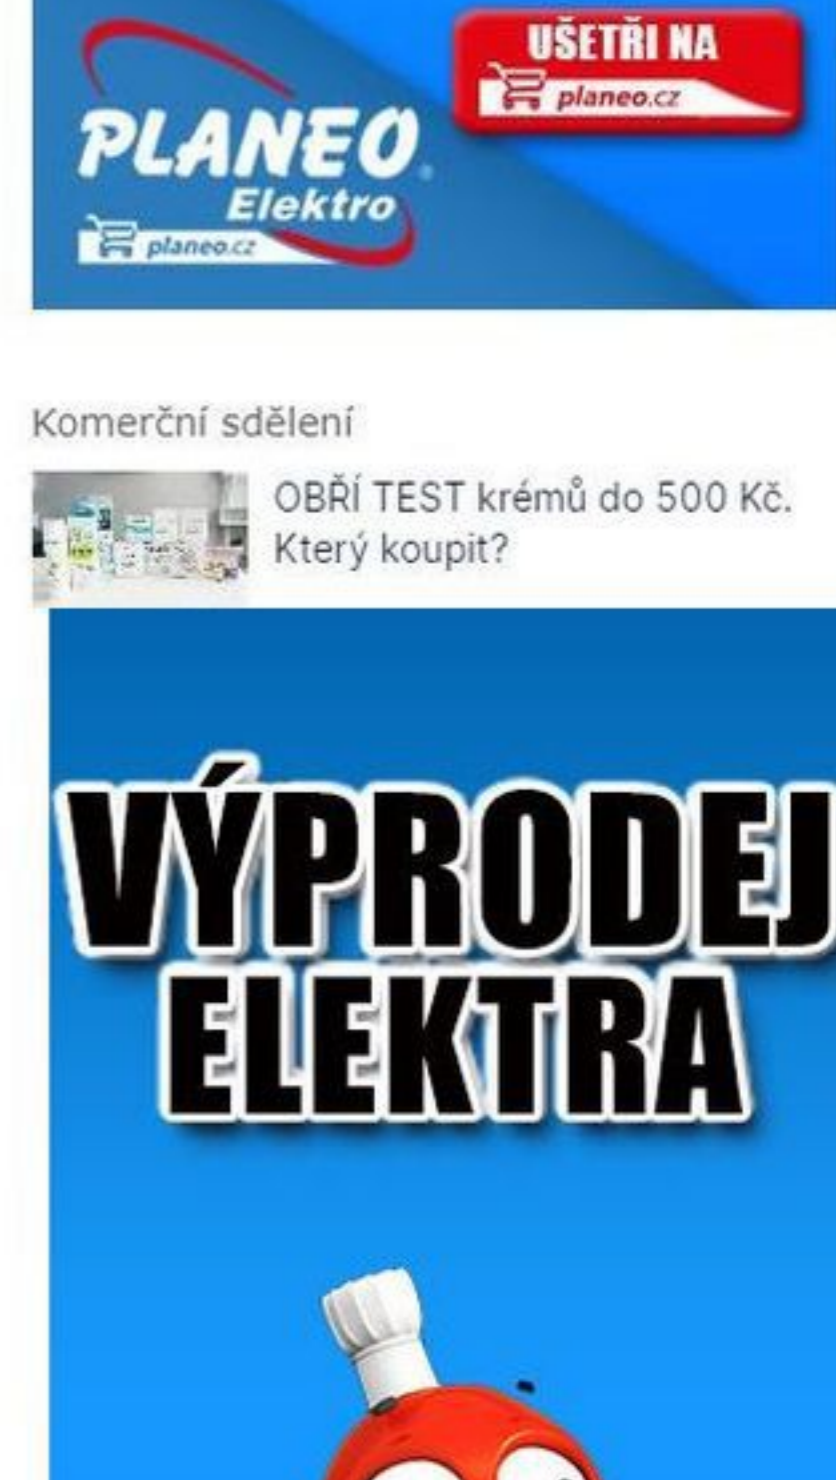 UŠETŘI NA
planeo.cz
PLANEO
Elektro
planeo.cz
Komerční sdělení
OBŘÍ TEST krémů do 500 Kč.
Který koupit?
VÝPRODEJ
ELEKTRA